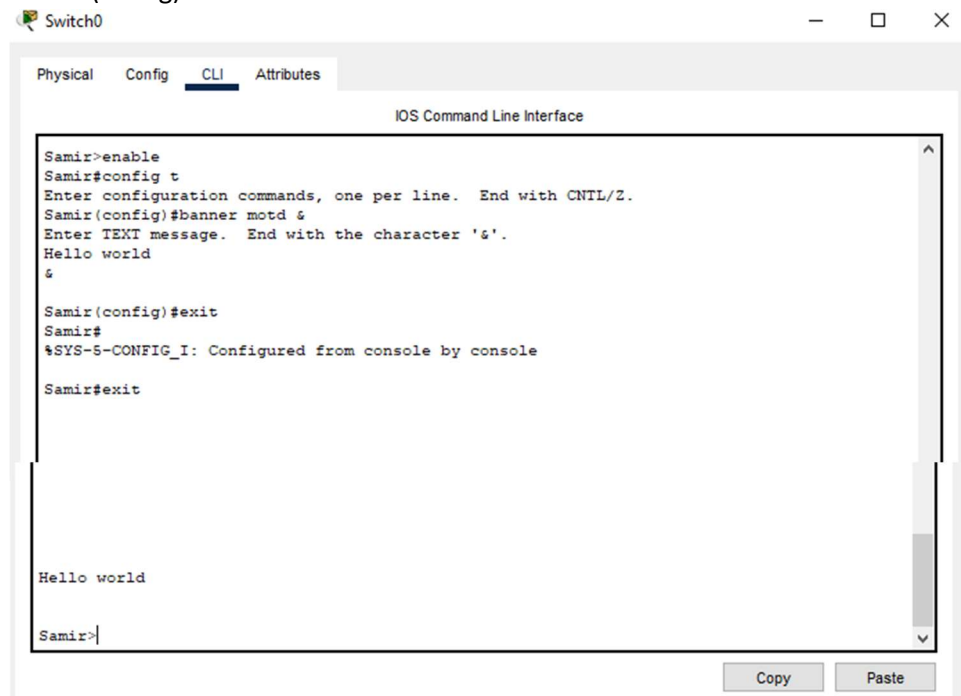 Switch0
Physical Config CLI Attributes
IOS Command Line Interface
Samir>enable
Samir#config t
Enter configuration commands, one per line. End with CNTL/Z.
Samir(config)#banner motd &
Enter TEXT message. End with the character '&'.
Hello world
&
Samir(config)#exit
Samir#
%SYS-5-CONFIG_I: Configured from console by console
Samir#exit
Hello world
Samir>
Copy Paste